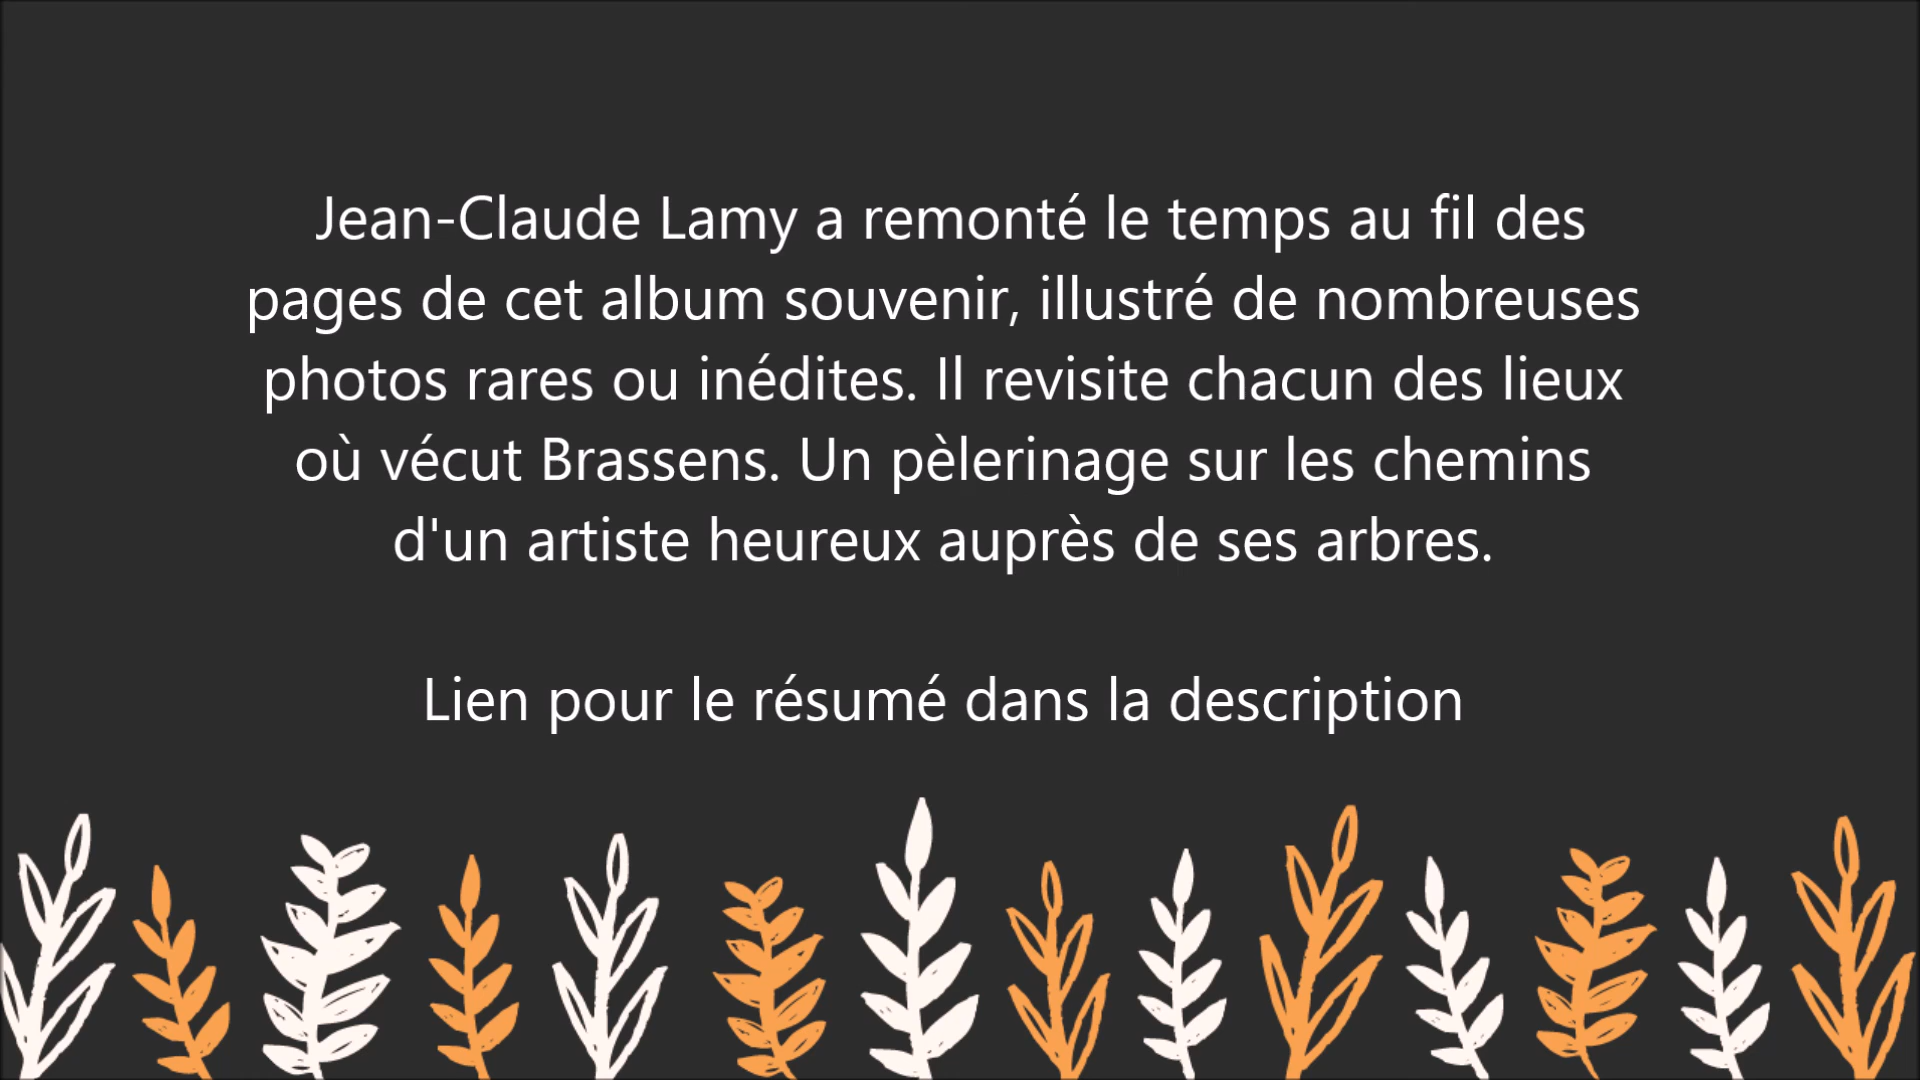 Jean-Claude Lamy a remonté le temps au fil des
pages de cet album souvenir, illustré de nombreuses
photos rares ou inédites. Il revisite chacun des lieux
où vécut Brassens. Un pèlerinage sur les chemins
d'un artiste heureux auprès de ses arbres.
Lien pour le résumé dans la description